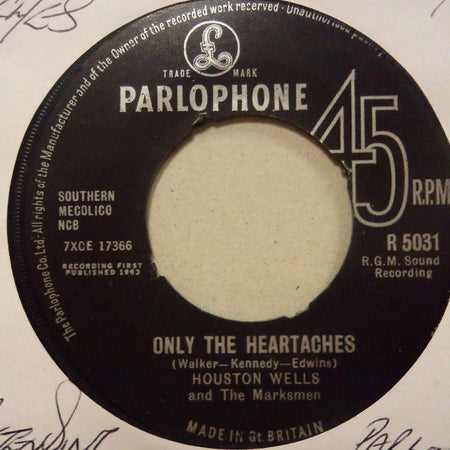 The Parlophone Co. Ltd. All rights of the Manufacturer and of the Owner of the recorded work reserved · Unauthorised
£
TRADE MARK
PARLOPHONE
45
R.P.M
SOUTHERN
MECOLICO
NCB
7XCE 17366
RECORDING FIRST
PUBLISHED 1963
R 5031
R.G.M. Sound
Recording
ONLY THE HEARTACHES
(Walker—Kennedy—Edwins)
HOUSTON WELLS
and The Marksmen
MADE IN Gt. BRITAIN